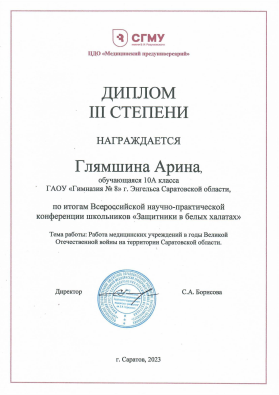 СГМУ
ЦДО «Медицинский предуниверсарий»
ДИПЛОМ
III СТЕПЕНИ
НАГРАЖДАЕТСЯ
Глямшина Арина,
обучающаяся 10А класса
ГАОУ «Гимназия № 8» г. Энгельса Саратовской области,
по итогам Всероссийской научно-практической
конференции школьников «Защитники в белых халатах»
Тема работы: Работа медицинских учреждений в годы Великой
Отечественной войны на территории Саратовской области.
Директор
С.А. Борисова
г. Саратов, 2023